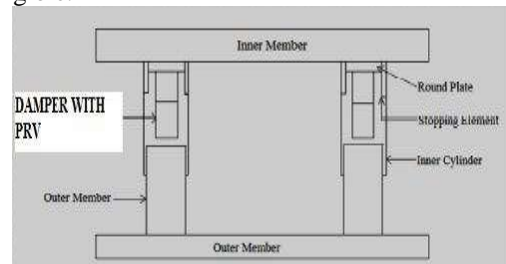 Inner Member
Round Plate
DAMPER WITH
PRV
Stopping Element
Inner Cylinder
Outer Member
Outer Member